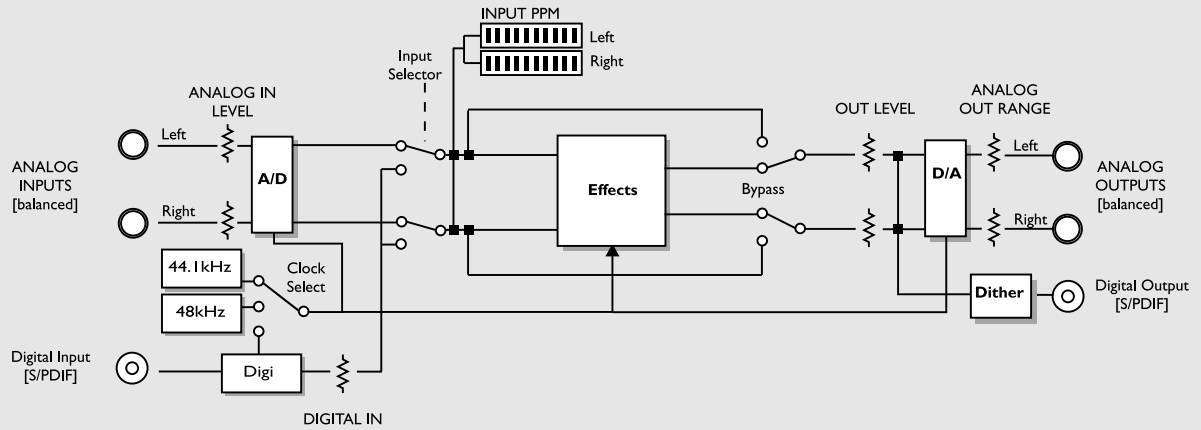 INPUT PPM
Left
Right
Input
Selector
ANALOG IN
LEVEL
OUT LEVEL
ANALOG
OUT RANGE
Left
Left
ANALOG
INPUTS
[balanced]
A/D
Effects
Bypass
D/A
ANALOG
OUTPUTS
[balanced]
Right
Right
44.1kHz
Clock
Select
48kHz
Dither
Digital Output
[S/PDIF]
Digital Input
[S/PDIF]
Digi
DIGITAL IN